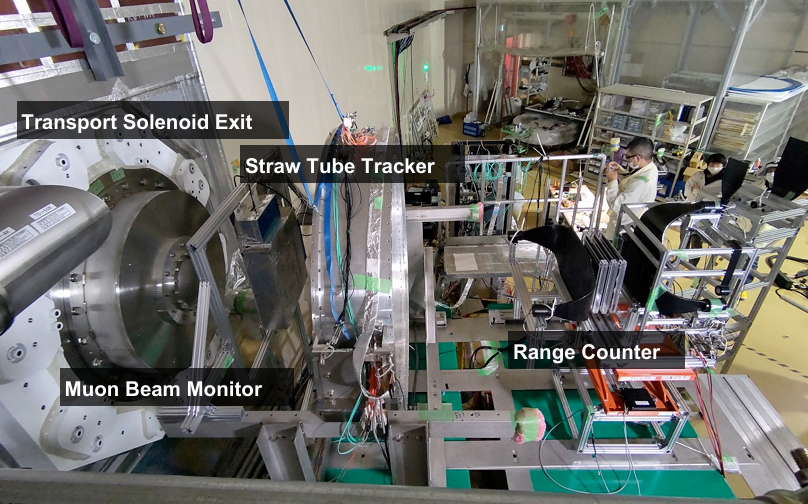 Transport Solenoid Exit
Straw Tube Tracker
Range Counter
Muon Beam Monitor